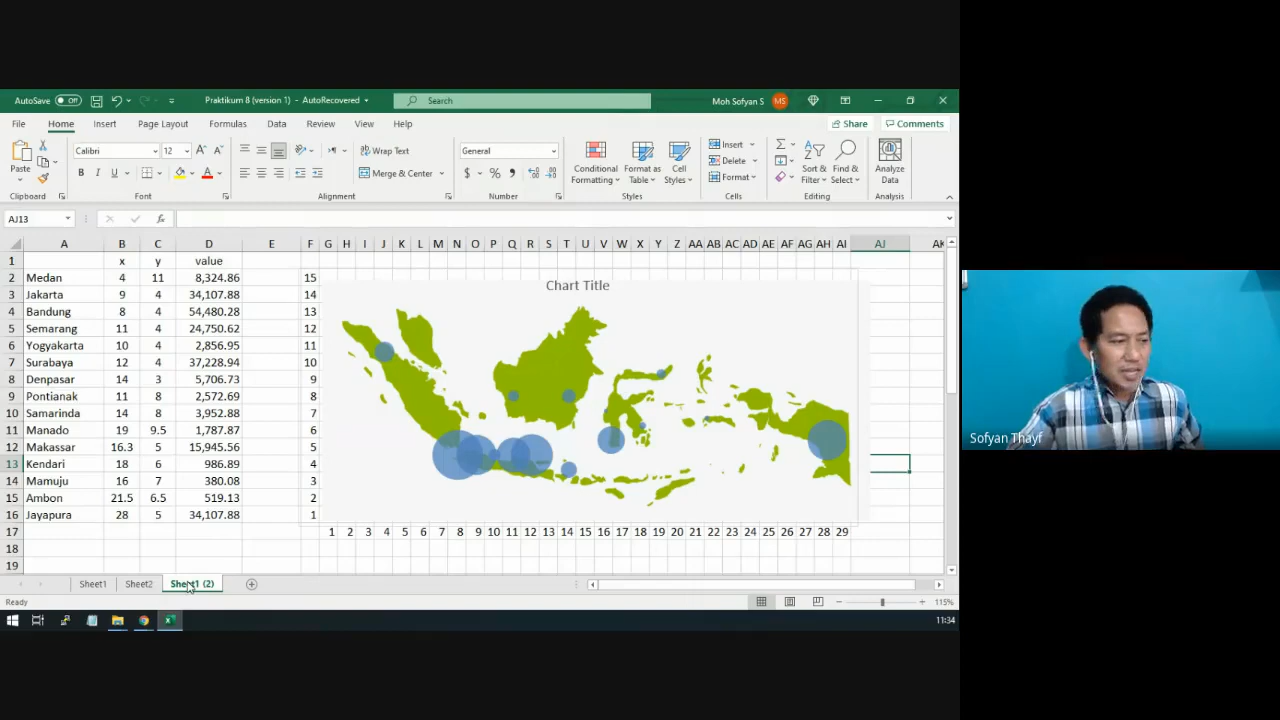 AutoSave Off Praktikum 8 (version 1) - AutoRecovered Search Moh Sofyan S MS
File Home Insert Page Layout Formulas Data Review View Help Share Comments
Paste
Clipboard
Calibri 12
B I U A
Font
Wrap Text
Merge & Center
Alignment
General
$ % ,
Number
Conditional Formatting
Format as Table
Cell Styles
Styles
Insert
Delete
Format
Cells
Sort & Filter
Find & Select
Editing
Analyze Data
Analysis
AJ13 fx
A B C D E F G H I J K L M N O P Q R S T U V W X Y Z AA AB AC AD AE AF AG AH AI AJ AK
1 x y value
2 Medan 4 11 8,324.86 15
3 Jakarta 9 4 34,107.88 14
4 Bandung 8 4 54,480.28 13
5 Semarang 11 4 24,750.62 12
6 Yogyakarta 10 4 2,856.95 11
7 Surabaya 12 4 37,228.94 10
8 Denpasar 14 3 5,706.73 9
9 Pontianak 11 8 2,572.69 8
10 Samarinda 14 8 3,952.88 7
11 Manado 19 9.5 1,787.87 6
12 Makassar 16.3 5 15,945.56 5
13 Kendari 18 6 986.89 4
14 Mamuju 16 7 380.08 3
15 Ambon 21.5 6.5 519.13 2
16 Jayapura 28 5 34,107.88 1
17 1 2 3 4 5 6 7 8 9 10 11 12 13 14 15 16 17 18 19 20 21 22 23 24 25 26 27 28 29
18
19
Chart Title
Sheet1 Sheet2 Sheet1 (2)
Ready 115%
11:34
Sofyan Thayf